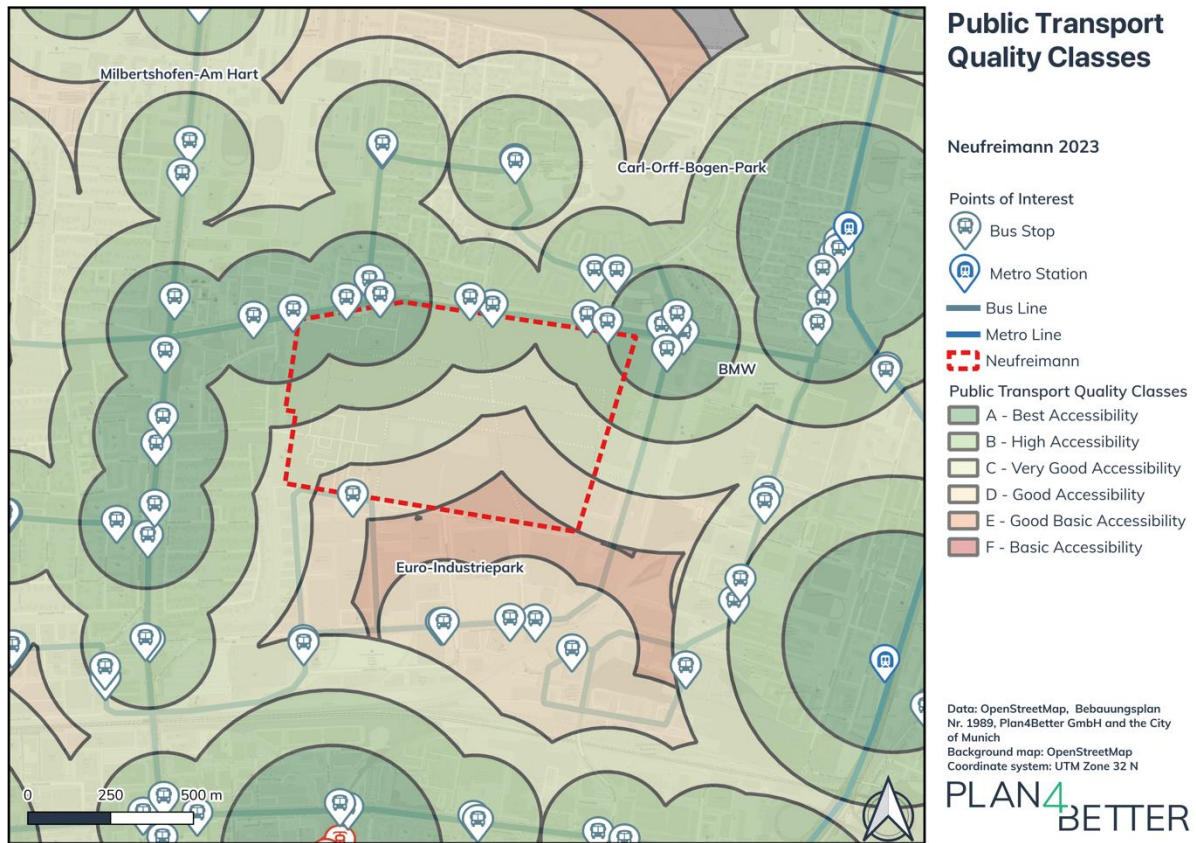 Public Transport
Quality Classes
Neufreimann 2023
Points of Interest
Bus Stop
Metro Station
Bus Line
Metro Line
Neufreimann
Public Transport Quality Classes
A - Best Accessibility
B - High Accessibility
C - Very Good Accessibility
D - Good Accessibility
E - Good Basic Accessibility
F - Basic Accessibility
Milbertshofen-Am Hart
Carl-Orff-Bogen-Park
BMW
Euro-Industriepark
0 250 500 m
Data: OpenStreetMap, Bebauungsplan
Nr. 1989, Plan4Better GmbH and the City
of Munich
Background map: OpenStreetMap
Coordinate system: UTM Zone 32 N
PLAN4
BETTER